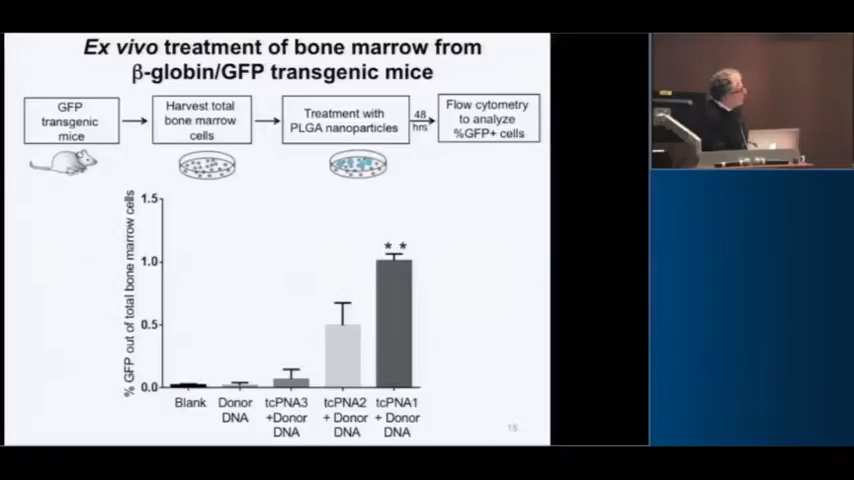 Ex vivo treatment of bone marrow from
β-globin/GFP transgenic mice
GFP
transgenic
mice
Harvest total
bone marrow
cells
Treatment with
PLGA nanoparticles
48
hrs
Flow cytometry
to analyze
%GFP+ cells
% GFP out of total bone marrow cells
1.5
1.0
0.5
0.0
* *
Blank
Donor
DNA
tcPNA3
+Donor
DNA
tcPNA2
+ Donor
DNA
tcPNA1
+ Donor
DNA
15